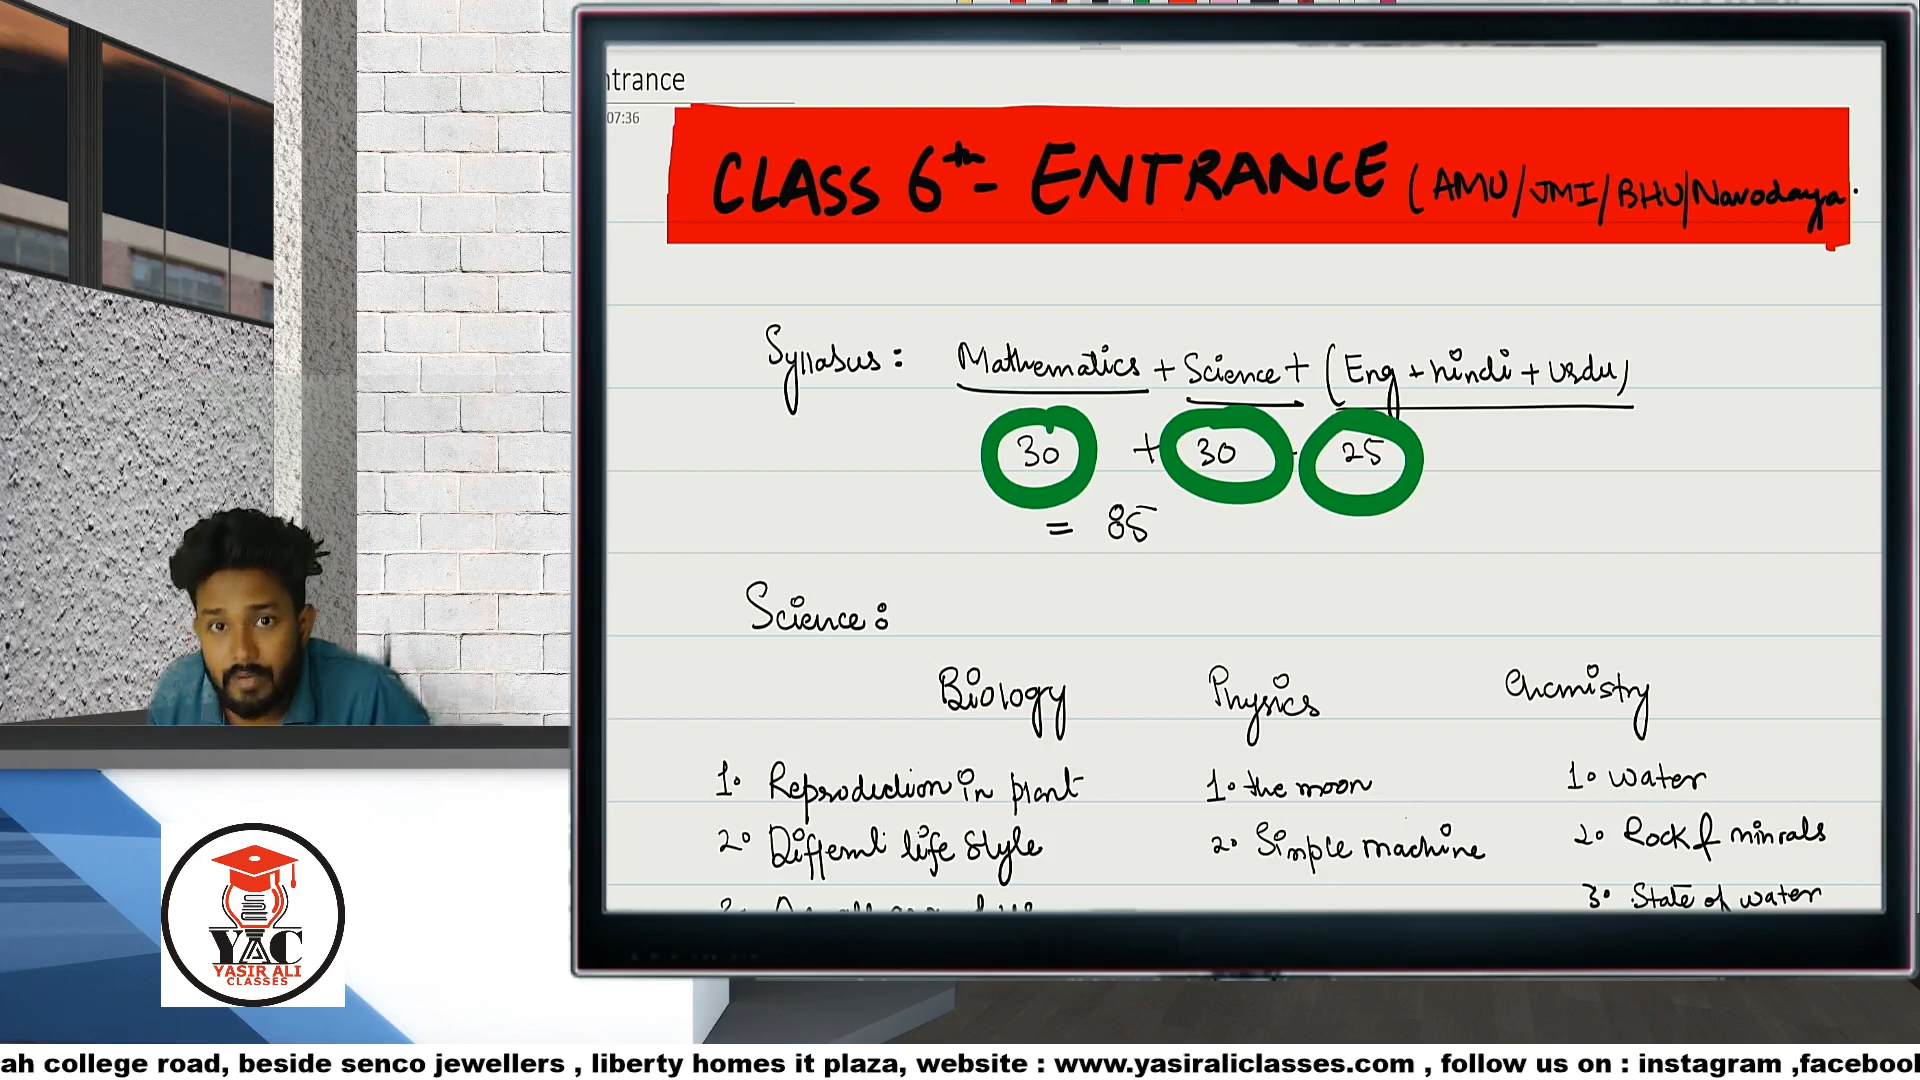 ntrance
07:36
CLASS 6th - ENTRANCE (AMU/JMI/BHU/Navodaya.
Syllabus: Mathematics + Science + (Eng + hindi + Urdu)
30 + 30 25
= 85
Science:
Biology Physics Chemistry
1. Reproduction in plant 1. the moon 1. water
2. Differnt life style 2. Simple machine 2. Rock & minrals
3. State of water
YAC
YASIR ALI
CLASSES
ah college road, beside senco jewellers , liberty homes it plaza, website : www.yasiraliclasses.com , follow us on : instagram ,facebook